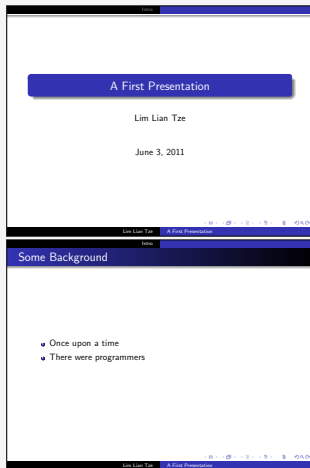 Intro
A First Presentation
Lim Lian Tze
June 3, 2011
Lim Lian Tze A First Presentation
Intro
Some Background
Once upon a time
There were programmers
Lim Lian Tze A First Presentation